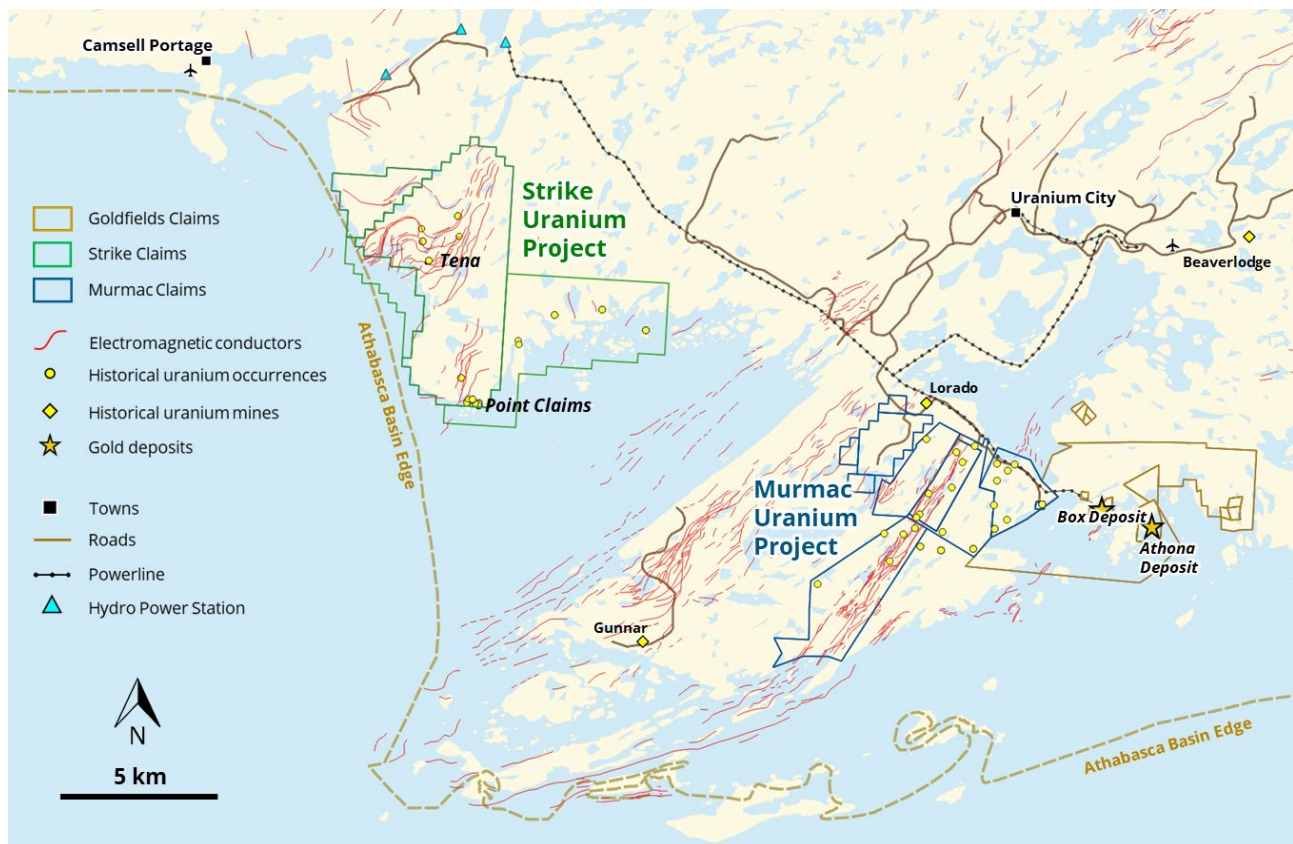 Camsell Portage
Strike
Uranium
Project
Uranium City
Beaverlodge
Goldfields Claims
Strike Claims
Murmac Claims
Tena
Electromagnetic conductors
Historical uranium occurrences
Historical uranium mines
Gold deposits
Athabasca Basin Edge
Point Claims
Lorado
Murmac
Uranium
Project
Box Deposit
Athona
Deposit
Towns
Roads
Powerline
Hydro Power Station
Gunnar
N
5 km
Athabasca Basin Edge